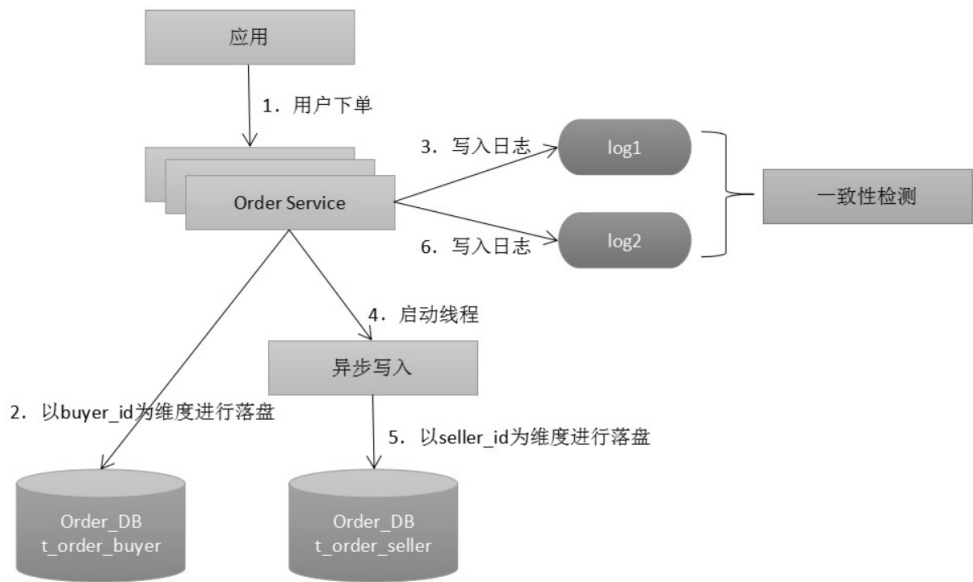 应用
1. 用户下单
3. 写入日志
log1
Order Service
一致性检测
6. 写入日志
log2
4. 启动线程
异步写入
2. 以buyer_id为维度进行落盘
5. 以seller_id为维度进行落盘
Order_DB
t_order_buyer
Order_DB
t_order_seller